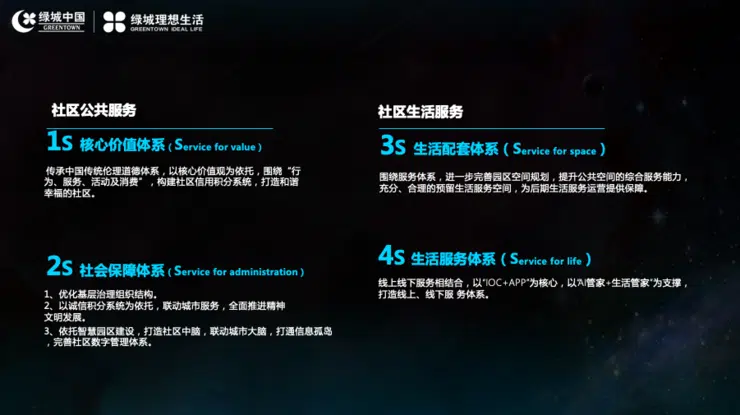 绿城中国
GREENTOWN
绿城理想生活
GREENTOWN IDEAL LIFE
社区公共服务
1S 核心价值体系（Service for value）
传承中国传统伦理道德体系，以核心价值观为依托，围绕“行
为、服务、活动及消费”，构建社区信用积分系统，打造和谐
幸福的社区。
2S 社会保障体系（Service for administration）
1、优化基层治理组织结构。
2、以诚信积分系统为依托，联动城市服务，全面推进精神
文明发展。
3、依托智慧园区建设，打造社区中脑，联动城市大脑，打通信息孤岛
，完善社区数字管理体系。
社区生活服务
3S 生活配套体系（Service for space）
围绕服务体系，进一步完善园区空间规划，提升公共空间的综合服务能力，
充分、合理的预留生活服务空间，为后期生活服务运营提供保障。
4S 生活服务体系（Service for life）
线上线下服务相结合，以“IOC+APP”为核心，以“AI管家+生活管家”为支撑，
打造线上、线下服 务体系。